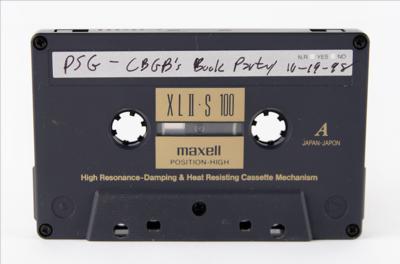 N.R YES NO
PSG - CBGB's Book Party 10-19-98
XLII·S 100
maxell
POSITION-HIGH
A
JAPAN-JAPON
High Resonance-Damping & Heat Resisting Cassette Mechanism